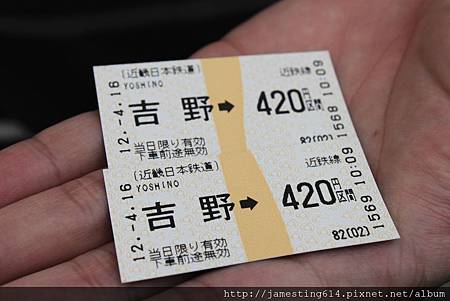 (近畿日本鉄道) 近鉄線
YOSHINO
吉野➡420円区間
当日限り有効
下車前途無効
82(02)
12.-4.16
1568 10:09
(近畿日本鉄道) 近鉄線
YOSHINO
吉野➡420円区間
当日限り有効
下車前途無効
82(02)
12.-4.16
1569 10:09
http://jamesting614.pixnet.net/album